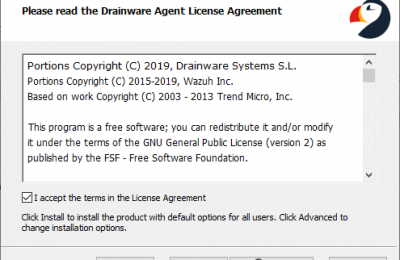 Please read the Drainware Agent License Agreement
Portions Copyright (C) 2019, Drainware Systems S.L.
Portions Copyright (C) 2015-2019, Wazuh Inc.
Based on work Copyright (C) 2003 - 2013 Trend Micro, Inc.
This program is a free software; you can redistribute it and/or modify
it under the terms of the GNU General Public License (version 2) as
published by the FSF - Free Software Foundation.
I accept the terms in the License Agreement
Click Install to install the product with default options for all users. Click Advanced to
change installation options.